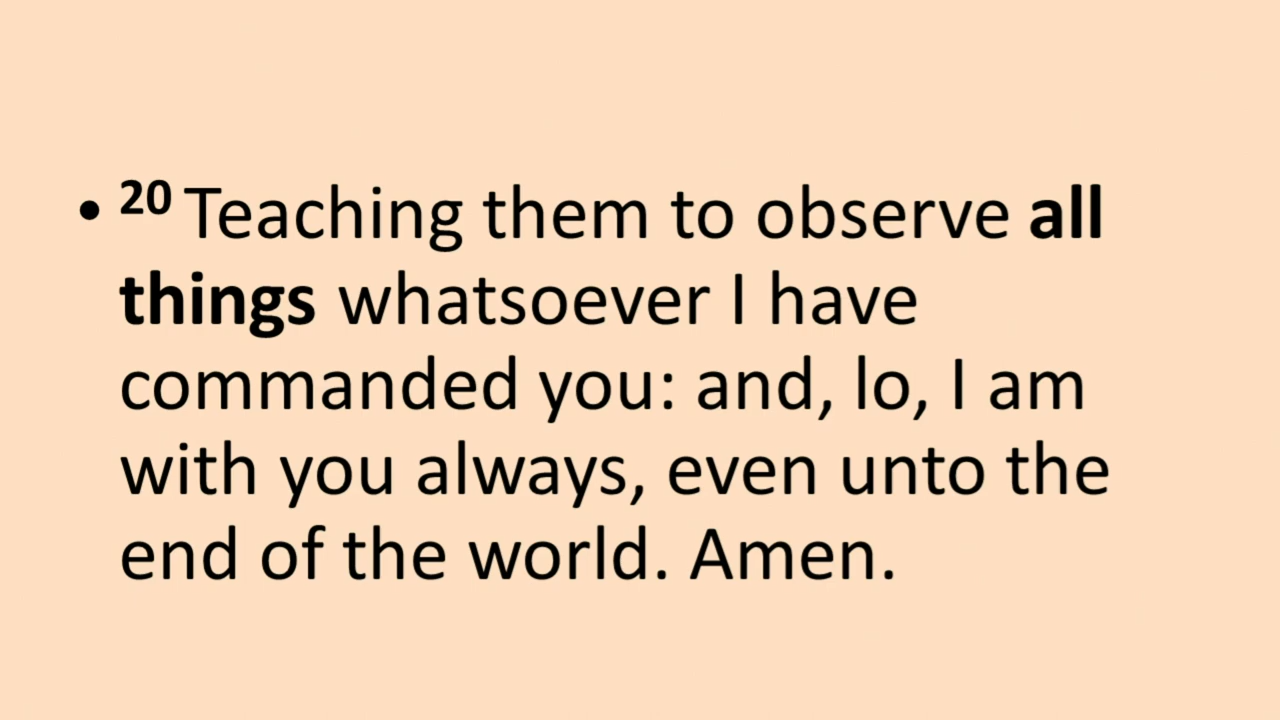 • 20 Teaching them to observe all
things whatsoever I have
commanded you: and, lo, I am
with you always, even unto the
end of the world. Amen.